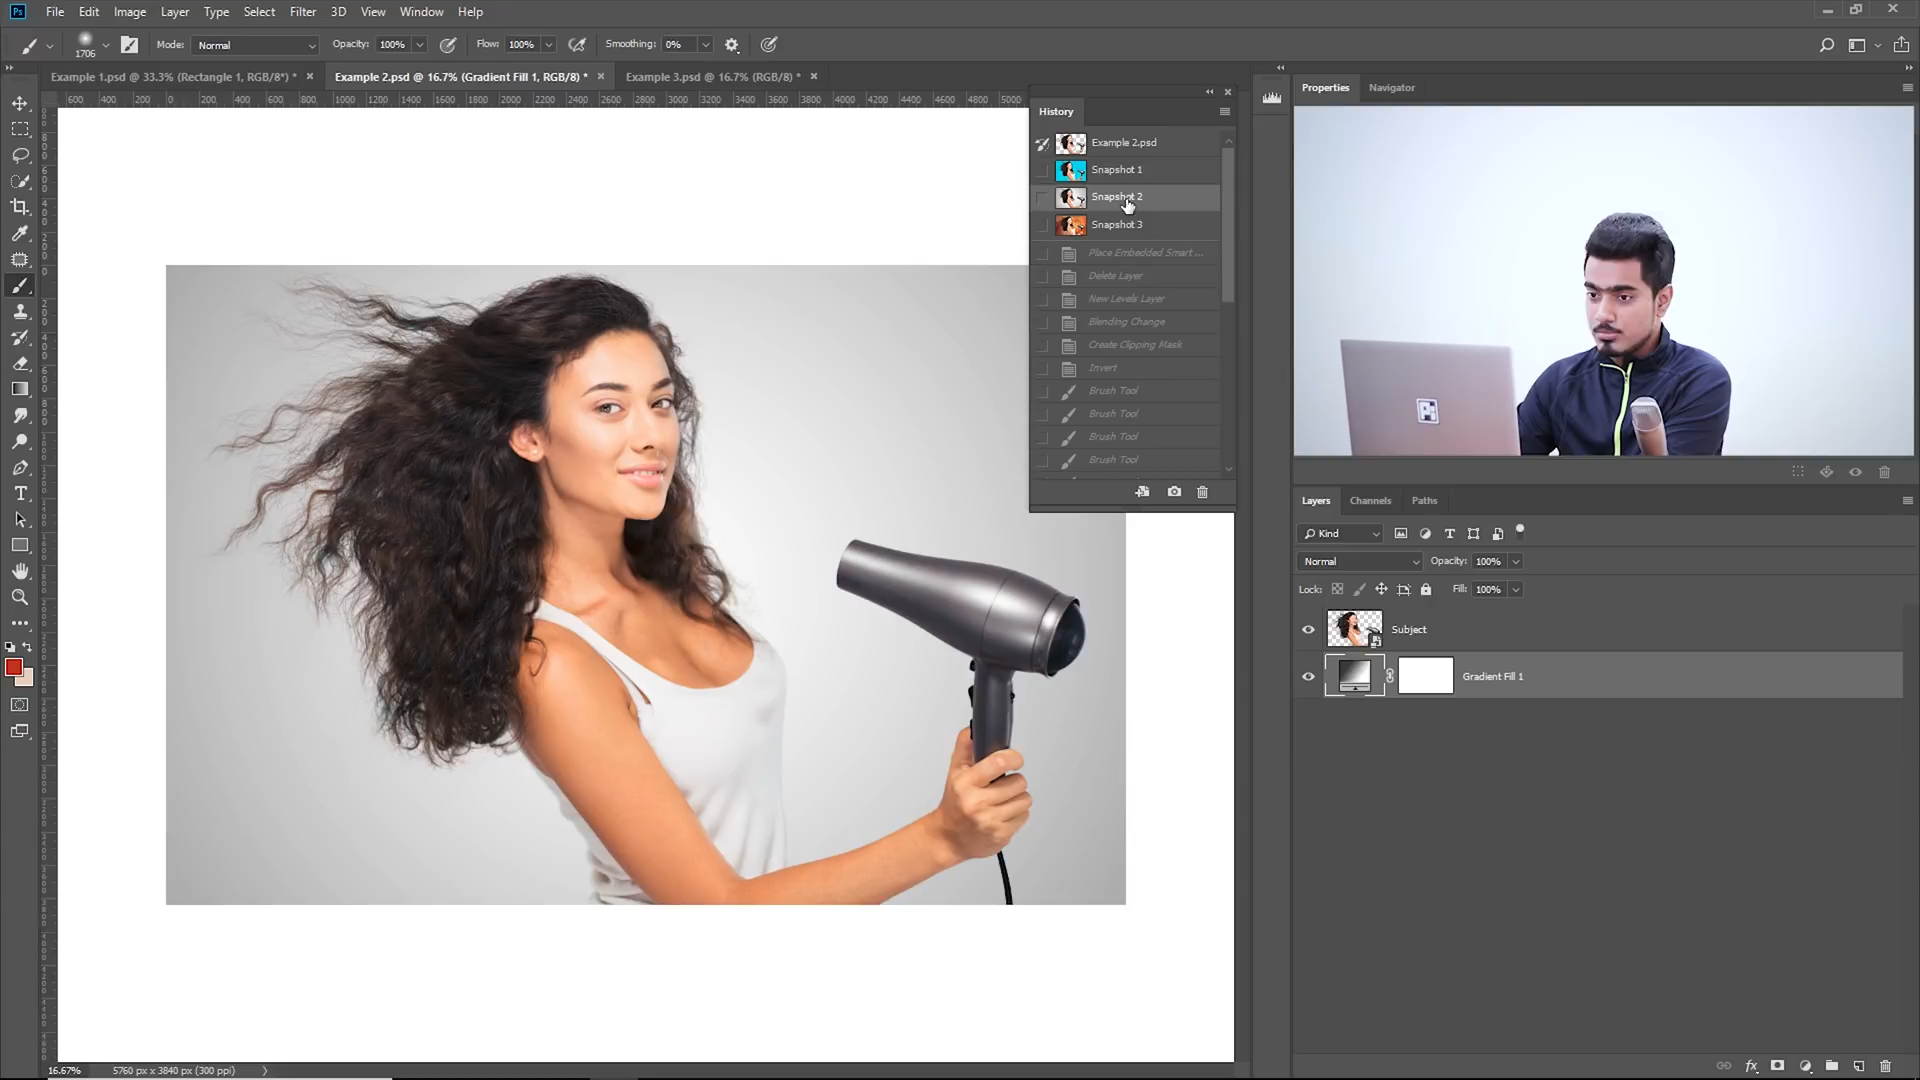 Ps File Edit Image Layer Type Select Filter 3D View Window Help
1706 Mode: Normal Opacity: 100% Flow: 100% Smoothing: 0%
Example 1.psd @ 33.3% (Rectangle 1, RGB/8) * Example 2.psd @ 16.7% (Gradient Fill 1, RGB/8) * Example 3.psd @ 16.7% (RGB/8) *
600 400 200 0 200 400 600 800 1000 1200 1400 1600 1800 2000 2200 2400 2600 2800 3000 3200 3400 3600 3800 4000 4200 4400 4600 4800 5000
History
Example 2.psd
Snapshot 1
Snapshot 2
Snapshot 3
Place Embedded Smart ...
Delete Layer
New Levels Layer
Blending Change
Create Clipping Mask
Invert
Brush Tool
Brush Tool
Brush Tool
Brush Tool
Properties Navigator
Layers Channels Paths
Kind
Normal Opacity: 100%
Lock: Fill: 100%
Subject
Gradient Fill 1
16.67% 5760 px x 3840 px (300 ppi)